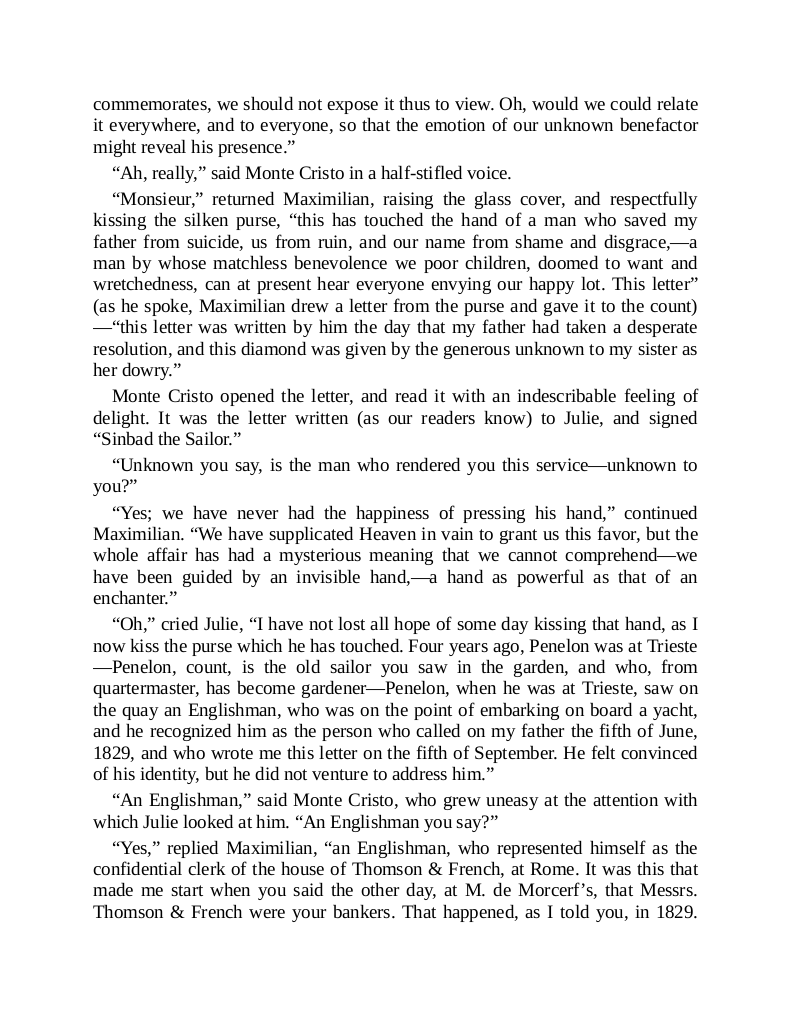 commemorates, we should not expose it thus to view. Oh, would we could relate
it everywhere, and to everyone, so that the emotion of our unknown benefactor
might reveal his presence.”
“Ah, really,” said Monte Cristo in a half-stifled voice.
“Monsieur,” returned Maximilian, raising the glass cover, and respectfully
kissing the silken purse, “this has touched the hand of a man who saved my
father from suicide, us from ruin, and our name from shame and disgrace,—a
man by whose matchless benevolence we poor children, doomed to want and
wretchedness, can at present hear everyone envying our happy lot. This letter”
(as he spoke, Maximilian drew a letter from the purse and gave it to the count)
—“this letter was written by him the day that my father had taken a desperate
resolution, and this diamond was given by the generous unknown to my sister as
her dowry.”
Monte Cristo opened the letter, and read it with an indescribable feeling of
delight. It was the letter written (as our readers know) to Julie, and signed
“Sinbad the Sailor.”
“Unknown you say, is the man who rendered you this service—unknown to
you?”
“Yes; we have never had the happiness of pressing his hand,” continued
Maximilian. “We have supplicated Heaven in vain to grant us this favor, but the
whole affair has had a mysterious meaning that we cannot comprehend—we
have been guided by an invisible hand,—a hand as powerful as that of an
enchanter.”
“Oh,” cried Julie, “I have not lost all hope of some day kissing that hand, as I
now kiss the purse which he has touched. Four years ago, Penelon was at Trieste
—Penelon, count, is the old sailor you saw in the garden, and who, from
quartermaster, has become gardener—Penelon, when he was at Trieste, saw on
the quay an Englishman, who was on the point of embarking on board a yacht,
and he recognized him as the person who called on my father the fifth of June,
1829, and who wrote me this letter on the fifth of September. He felt convinced
of his identity, but he did not venture to address him.”
“An Englishman,” said Monte Cristo, who grew uneasy at the attention with
which Julie looked at him. “An Englishman you say?”
“Yes,” replied Maximilian, “an Englishman, who represented himself as the
confidential clerk of the house of Thomson & French, at Rome. It was this that
made me start when you said the other day, at M. de Morcerf’s, that Messrs.
Thomson & French were your bankers. That happened, as I told you, in 1829.